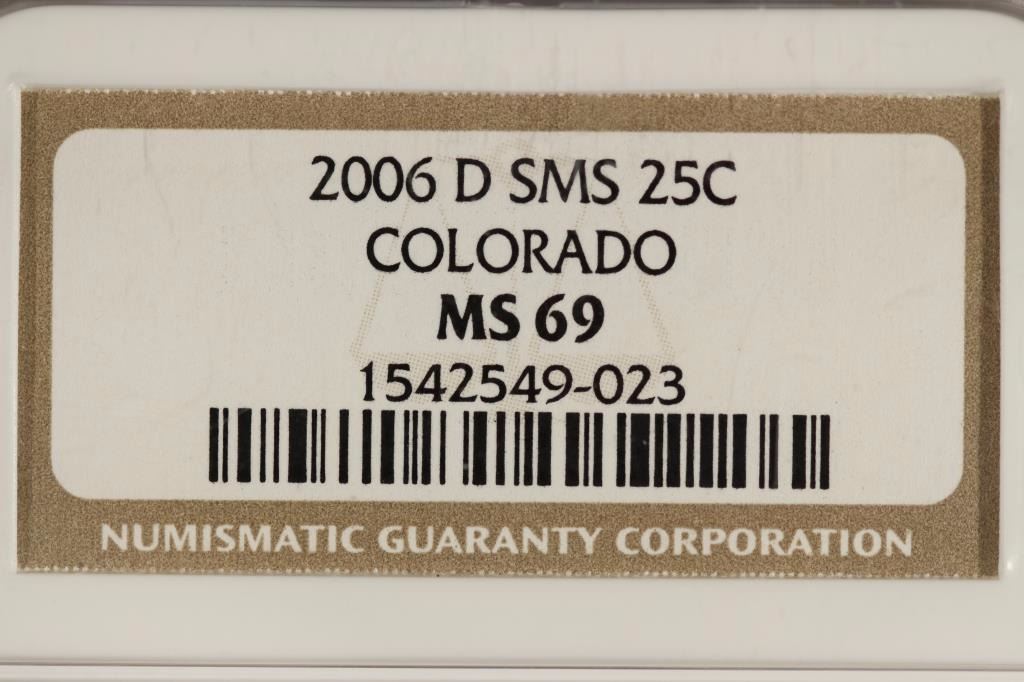 2006 D SMS 25C
COLORADO
MS 69
1542549-023
NUMISMATIC GUARANTY CORPORATION